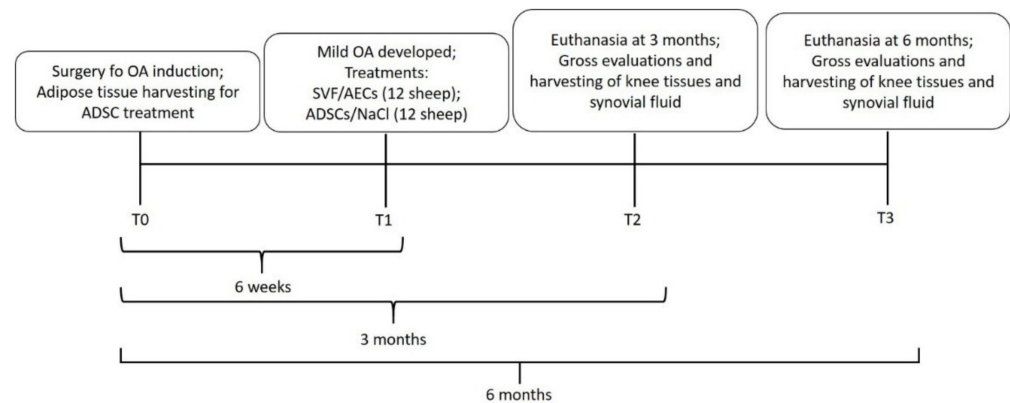 Surgery fo OA induction;
Adipose tissue harvesting for
ADSC treatment
Mild OA developed;
Treatments:
SVF/AECs (12 sheep);
ADSCs/NaCl (12 sheep)
Euthanasia at 3 months;
Gross evaluations and
harvesting of knee tissues and
synovial fluid
Euthanasia at 6 months;
Gross evaluations and
harvesting of knee tissues and
synovial fluid
T0
T1
T2
T3
6 weeks
3 months
6 months